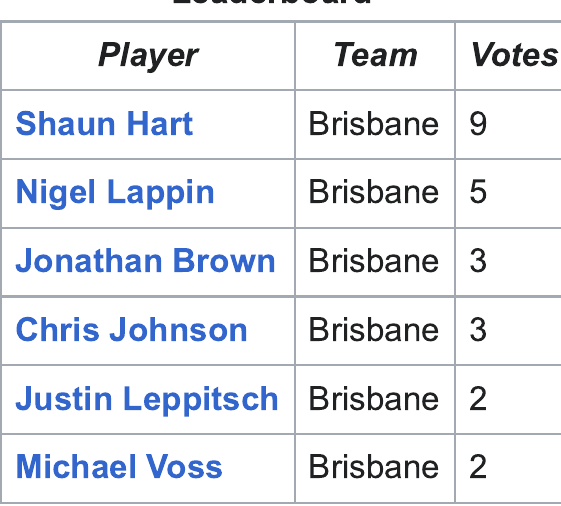 Leaderboard
Player Team Votes
Shaun Hart Brisbane 9
Nigel Lappin Brisbane 5
Jonathan Brown Brisbane 3
Chris Johnson Brisbane 3
Justin Leppitsch Brisbane 2
Michael Voss Brisbane 2